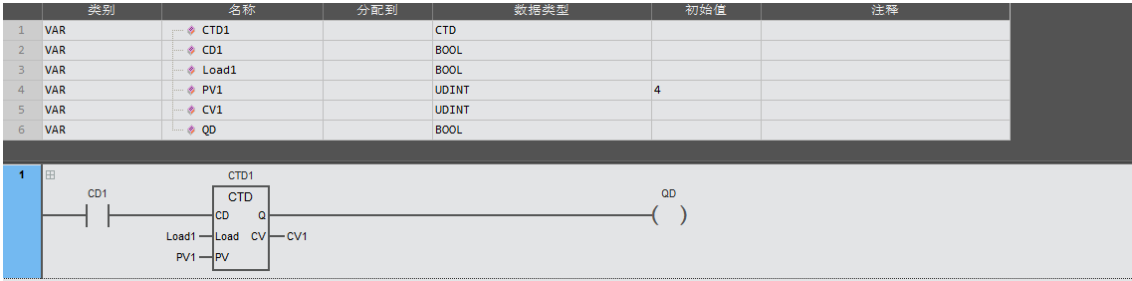 类别 名称 分配到 数据类型 初始值 注释
1 VAR CTD1 CTD
2 VAR CD1 BOOL
3 VAR Load1 BOOL
4 VAR PV1 UDINT 4
5 VAR CV1 UDINT
6 VAR QD BOOL
1 CTD1
CD1 CTD QD
CD Q
Load1 Load CV CV1
PV1 PV